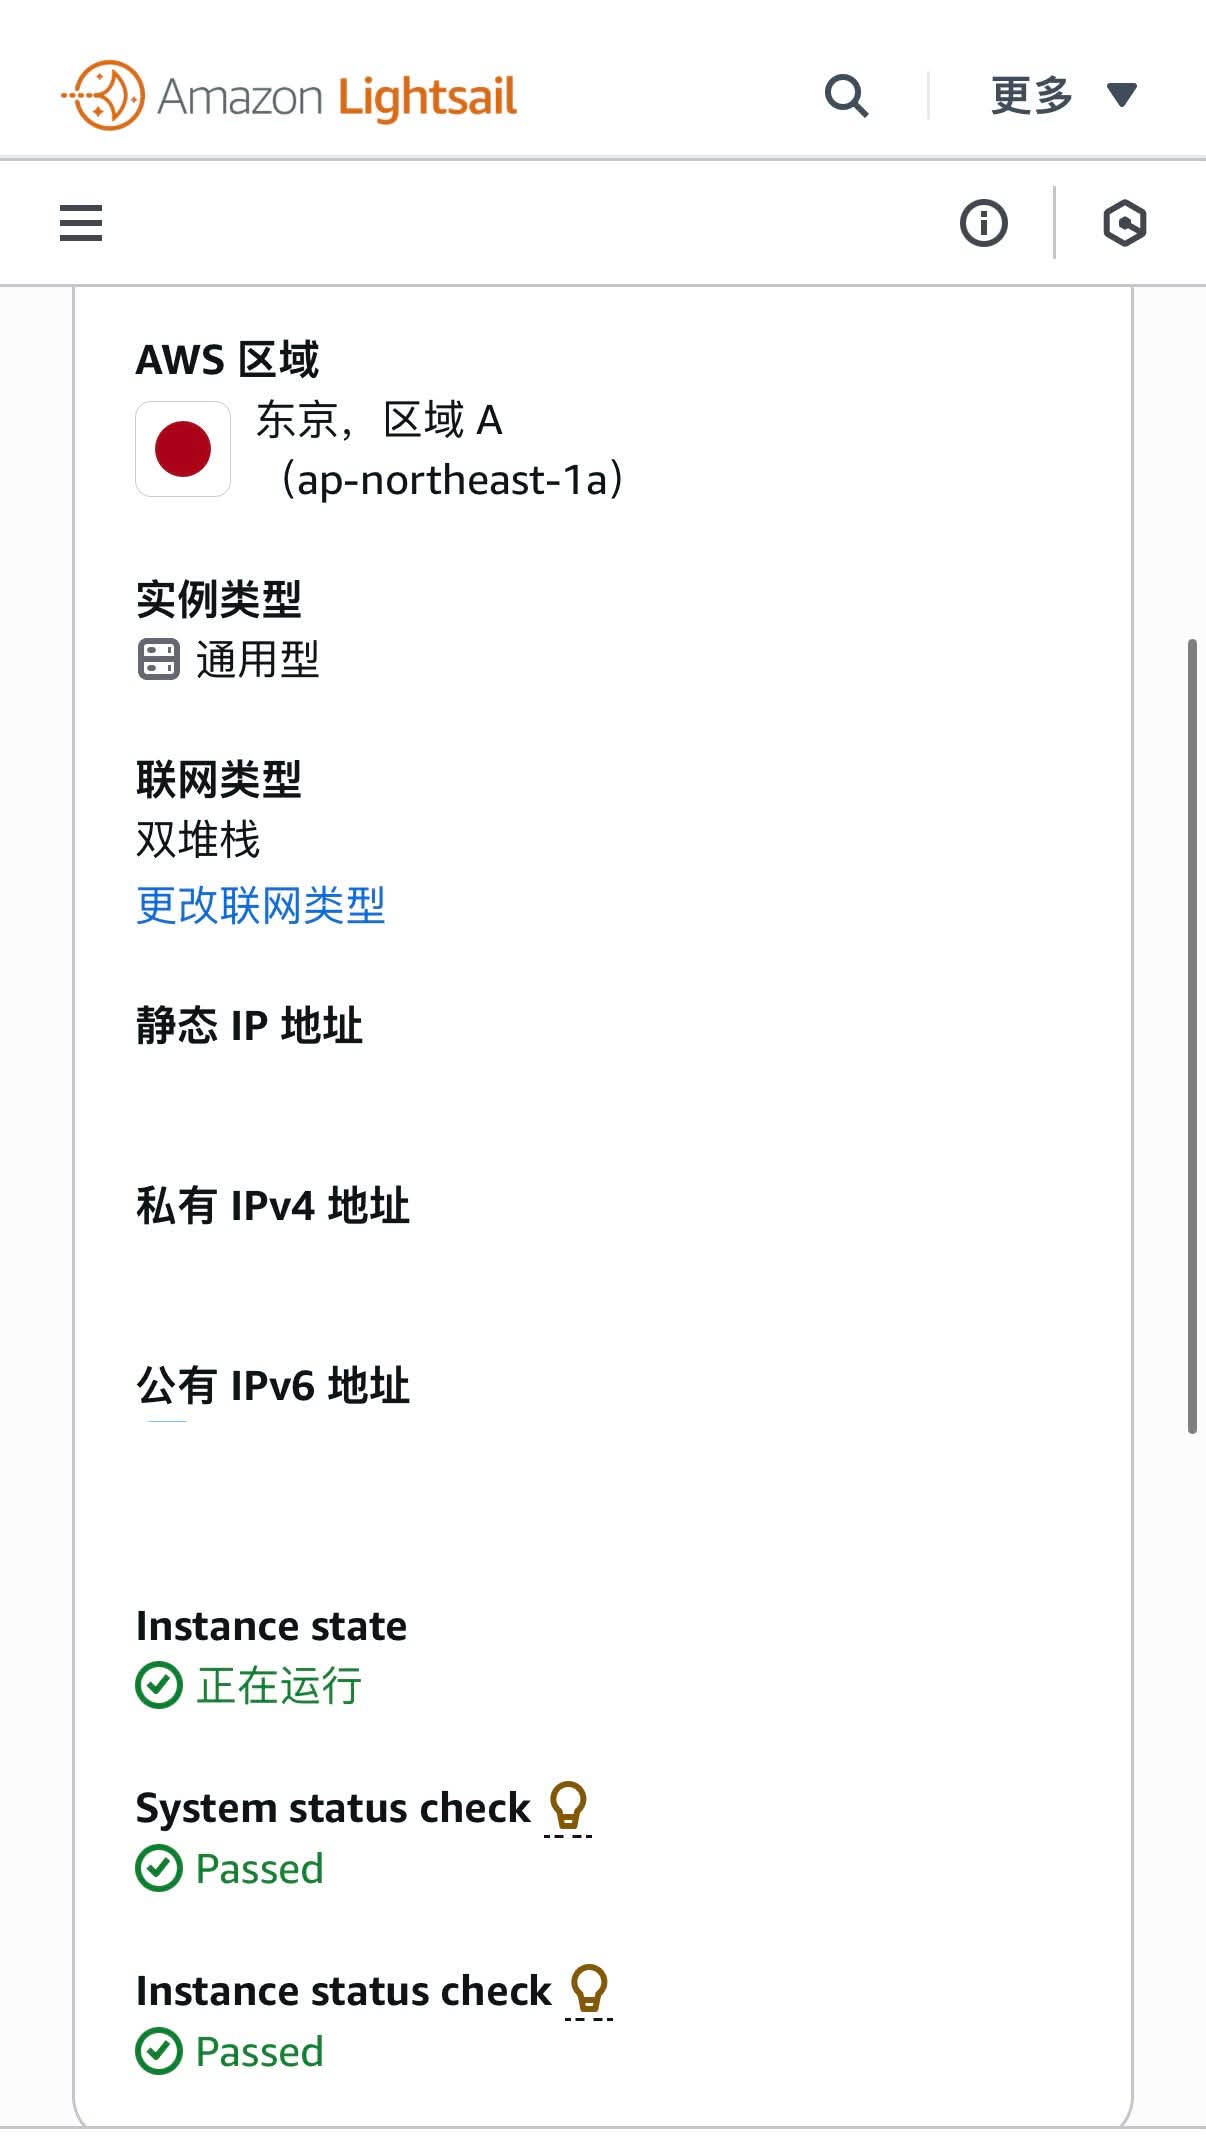 Amazon Lightsail
更多
AWS 区域
东京，区域 A
（ap-northeast-1a）
实例类型
通用型
联网类型
双堆栈
更改联网类型
静态 IP 地址
私有 IPv4 地址
公有 IPv6 地址
Instance state
正在运行
System status check
Passed
Instance status check
Passed